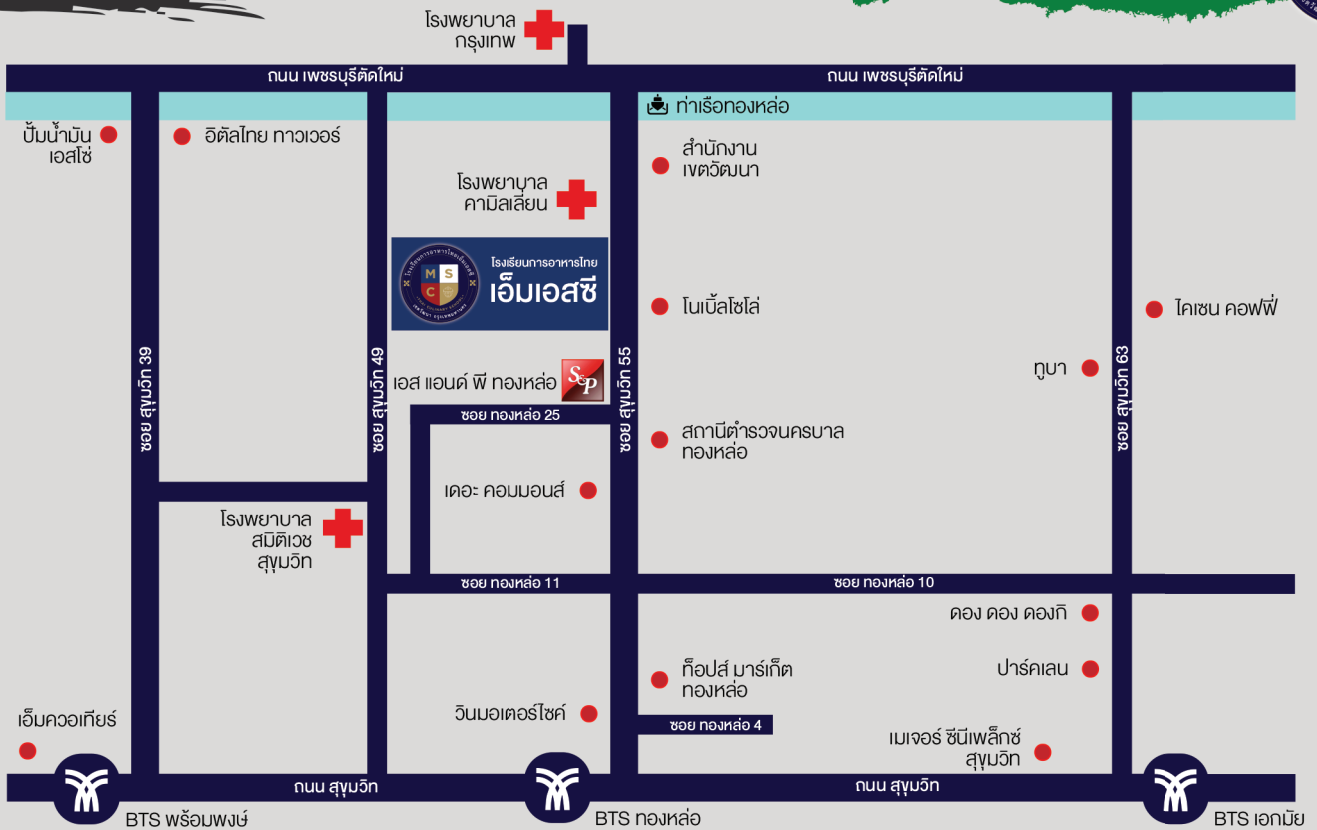 โรงพยาบาล
กรุงเทพ
ถนน เพชรบุรีตัดใหม่
ถนน เพชรบุรีตัดใหม่
ท่าเรือทองหล่อ
ปั้มน้ำมัน
เอสโซ่
อิตัลไทย ทาวเวอร์
สำนักงาน
เขตวัฒนา
โรงพยาบาล
คามิลเลี่ยน
โรงเรียนการอาหารไทย
เอ็มเอสซี
M S
C
โนเบิ้ลโซโล่
ไคเซน คอฟฟี่
ซอย สุขุมวิท 39
ซอย สุขุมวิท 49
ซอย สุขุมวิท 55
ซอย สุขุมวิท 63
ทูบา
เอส แอนด์ พี ทองหล่อ
S&P
ซอย ทองหล่อ 25
สถานีตำรวจนครบาล
ทองหล่อ
เดอะ คอมมอนส์
โรงพยาบาล
สมิติเวช
สุขุมวิท
ซอย ทองหล่อ 11
ซอย ทองหล่อ 10
ดอง ดอง ดองกิ
ท็อปส์ มาร์เก็ต
ทองหล่อ
ปาร์คเลน
เอ็มควอเทียร์
วินมอเตอร์ไซค์
ซอย ทองหล่อ 4
เมเจอร์ ซีนีเพล็กซ์
สุขุมวิท
ถนน สุขุมวิท
ถนน สุขุมวิท
BTS พร้อมพงษ์
BTS ทองหล่อ
BTS เอกมัย